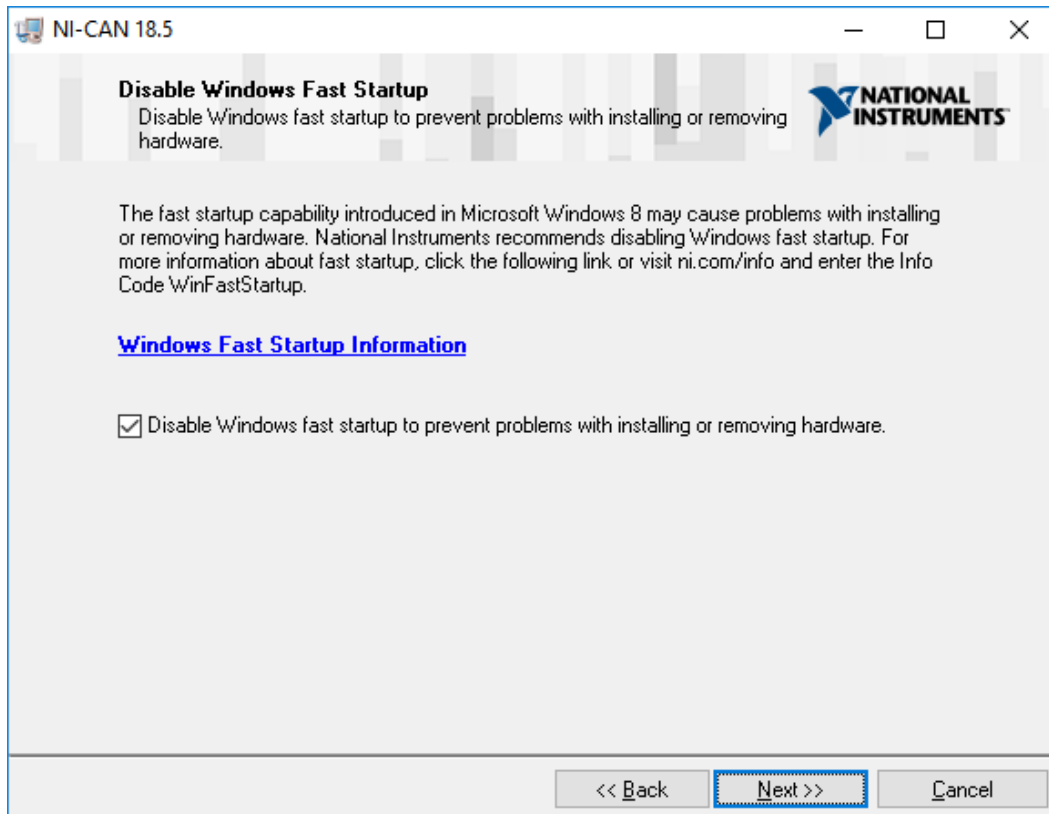 NI-CAN 18.5
Disable Windows Fast Startup
Disable Windows fast startup to prevent problems with installing or removing
hardware.
NATIONAL
INSTRUMENTS™
The fast startup capability introduced in Microsoft Windows 8 may cause problems with installing
or removing hardware. National Instruments recommends disabling Windows fast startup. For
more information about fast startup, click the following link or visit ni.com/info and enter the Info
Code WinFastStartup.
Windows Fast Startup Information
Disable Windows fast startup to prevent problems with installing or removing hardware.
<< Back
Next >>
Cancel